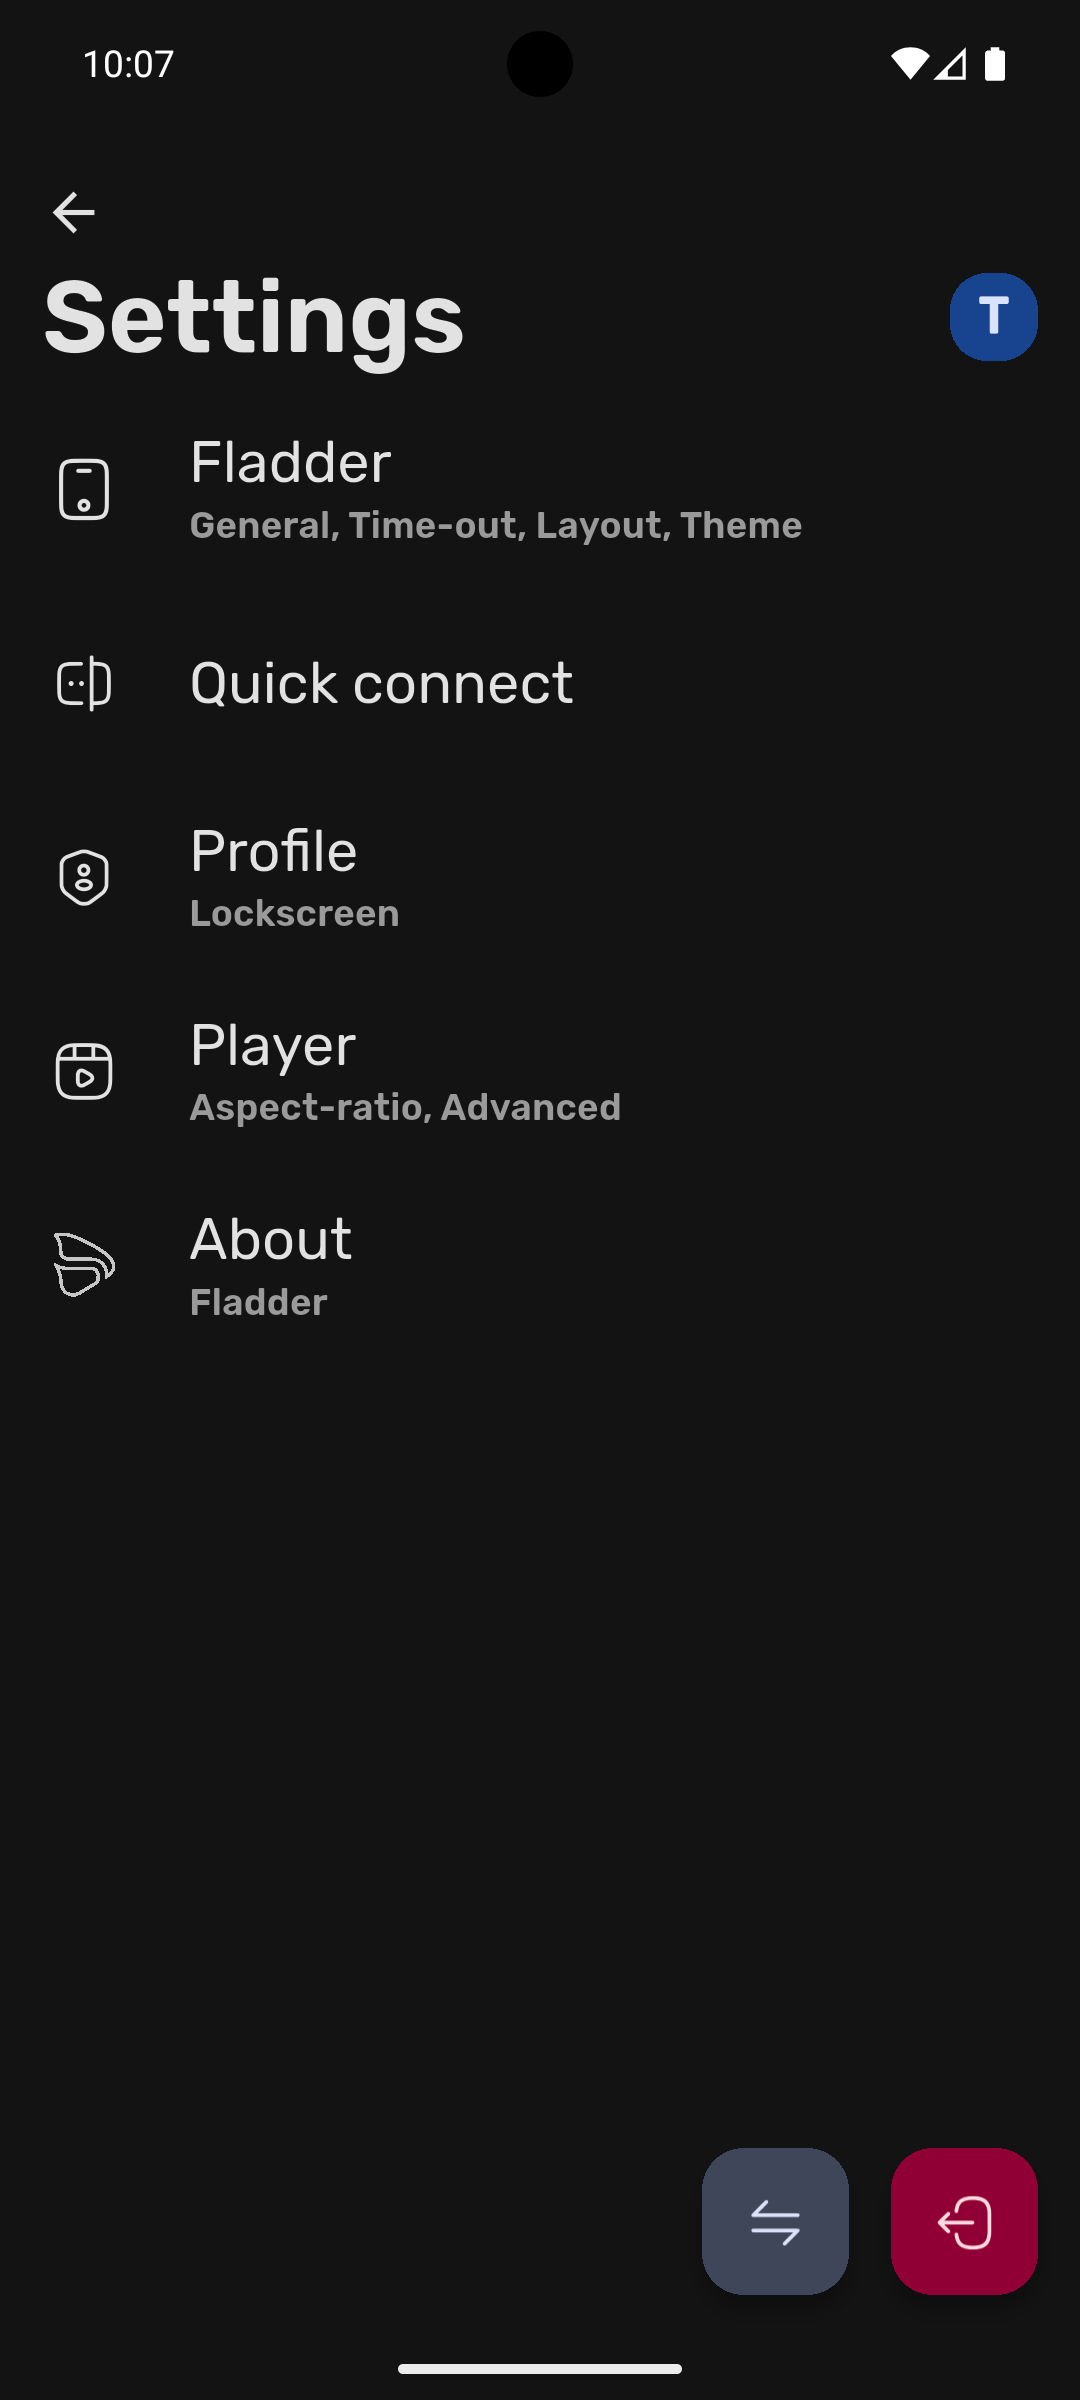 10:07
Settings
T
Fladder
General, Time-out, Layout, Theme
Quick connect
Profile
Lockscreen
Player
Aspect-ratio, Advanced
About
Fladder